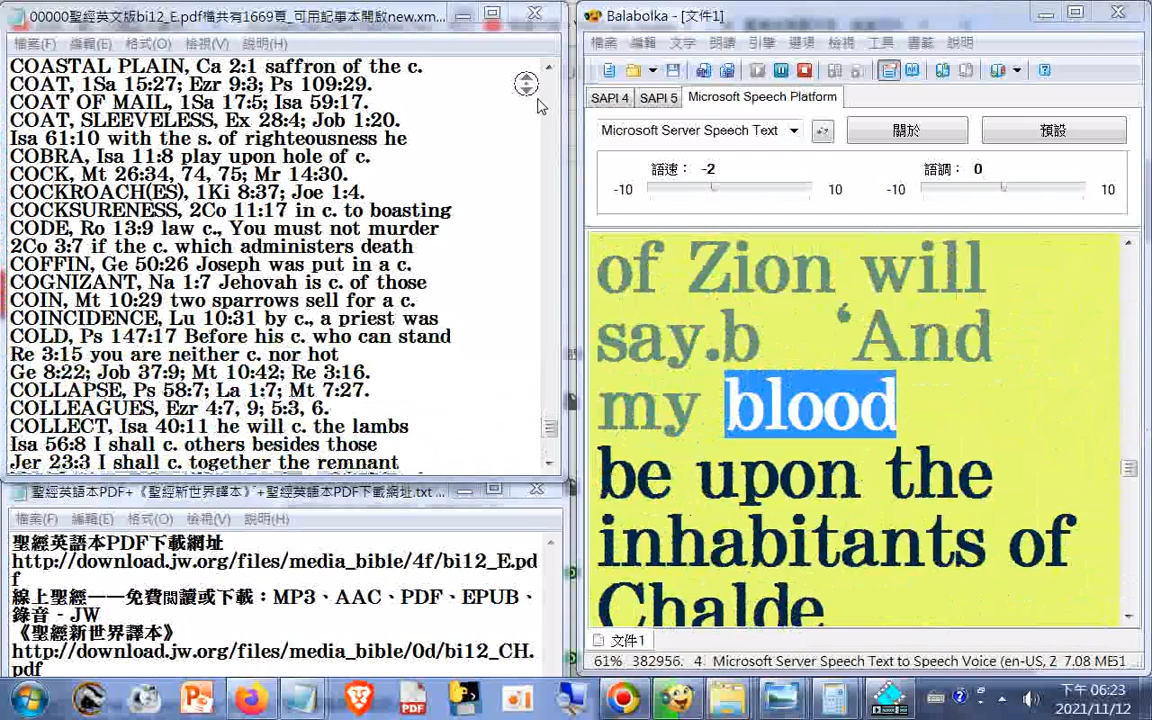 00000聖經英文版bi12_E.pdf檔共有1669頁_可用記事本開啟new.xm...
檔案(F) 編輯(E) 格式(O) 檢視(V) 說明(H)
COASTAL PLAIN, Ca 2:1 saffron of the c.
COAT, 1Sa 15:27; Ezr 9:3; Ps 109:29.
COAT OF MAIL, 1Sa 17:5; Isa 59:17.
COAT, SLEEVELESS, Ex 28:4; Job 1:20.
Isa 61:10 with the s. of righteousness he
COBRA, Isa 11:8 play upon hole of c.
COCK, Mt 26:34, 74, 75; Mr 14:30.
COCKROACH(ES), 1Ki 8:37; Joe 1:4.
COCKSURENESS, 2Co 11:17 in c. to boasting
CODE, Ro 13:9 law c., You must not murder
2Co 3:7 if the c. which administers death
COFFIN, Ge 50:26 Joseph was put in a c.
COGNIZANT, Na 1:7 Jehovah is c. of those
COIN, Mt 10:29 two sparrows sell for a c.
COINCIDENCE, Lu 10:31 by c., a priest was
COLD, Ps 147:17 Before his c. who can stand
Re 3:15 you are neither c. nor hot
Ge 8:22; Job 37:9; Mt 10:42; Re 3:16.
COLLAPSE, Ps 58:7; La 1:7; Mt 7:27.
COLLEAGUES, Ezr 4:7, 9; 5:3, 6.
COLLECT, Isa 40:11 he will c. the lambs
Isa 56:8 I shall c. others besides those
Jer 23:3 I shall c. together the remnant
聖經英語本PDF+《聖經新世界譯本》+聖經英語本PDF下載網址.txt ...
檔案(F) 編輯(E) 格式(O) 檢視(V) 說明(H)
聖經英語本PDF下載網址
http://download.jw.org/files/media_bible/4f/bi12_E.pd
f
線上聖經——免費閱讀或下載：MP3、AAC、PDF、EPUB、
錄音 - JW
《聖經新世界譯本》
http://download.jw.org/files/media_bible/0d/bi12_CH.
pdf
Balabolka - [文件1]
檔案 編輯 文字 朗讀 引擎 選項 檢視 工具 書籤 說明
SAPI 4 SAPI 5 Microsoft Speech Platform
Microsoft Server Speech Text 關於 預設
語速： -2 語調： 0
-10 10 -10 10
of Zion will
say.b ‘And
my blood
be upon the
inhabitants of
Chalde
文件1
61% 382956. 4 Microsoft Server Speech Text to Speech Voice (en-US, Z 7.08 ME51
下午 06:23
2021/11/12